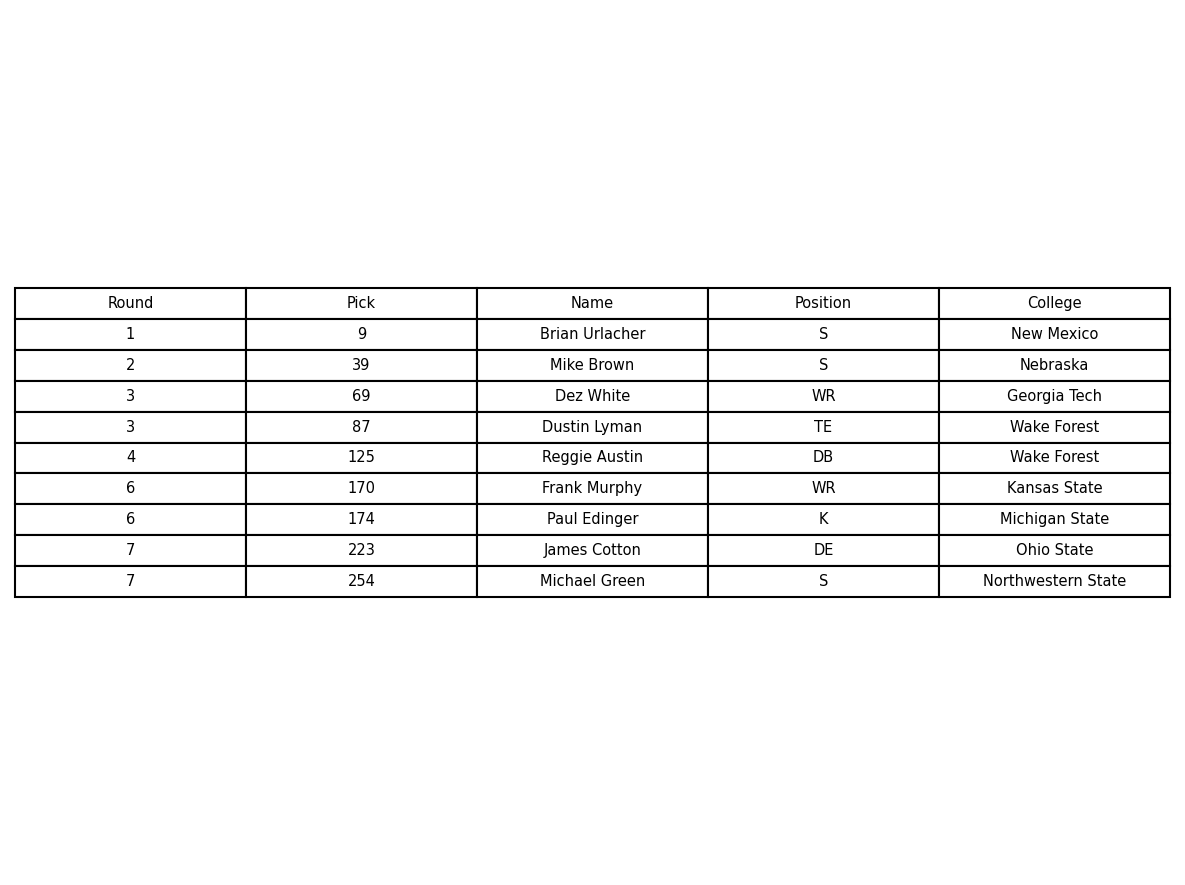 Round Pick Name Position College
1 9 Brian Urlacher S New Mexico
2 39 Mike Brown S Nebraska
3 69 Dez White WR Georgia Tech
3 87 Dustin Lyman TE Wake Forest
4 125 Reggie Austin DB Wake Forest
6 170 Frank Murphy WR Kansas State
6 174 Paul Edinger K Michigan State
7 223 James Cotton DE Ohio State
7 254 Michael Green S Northwestern State